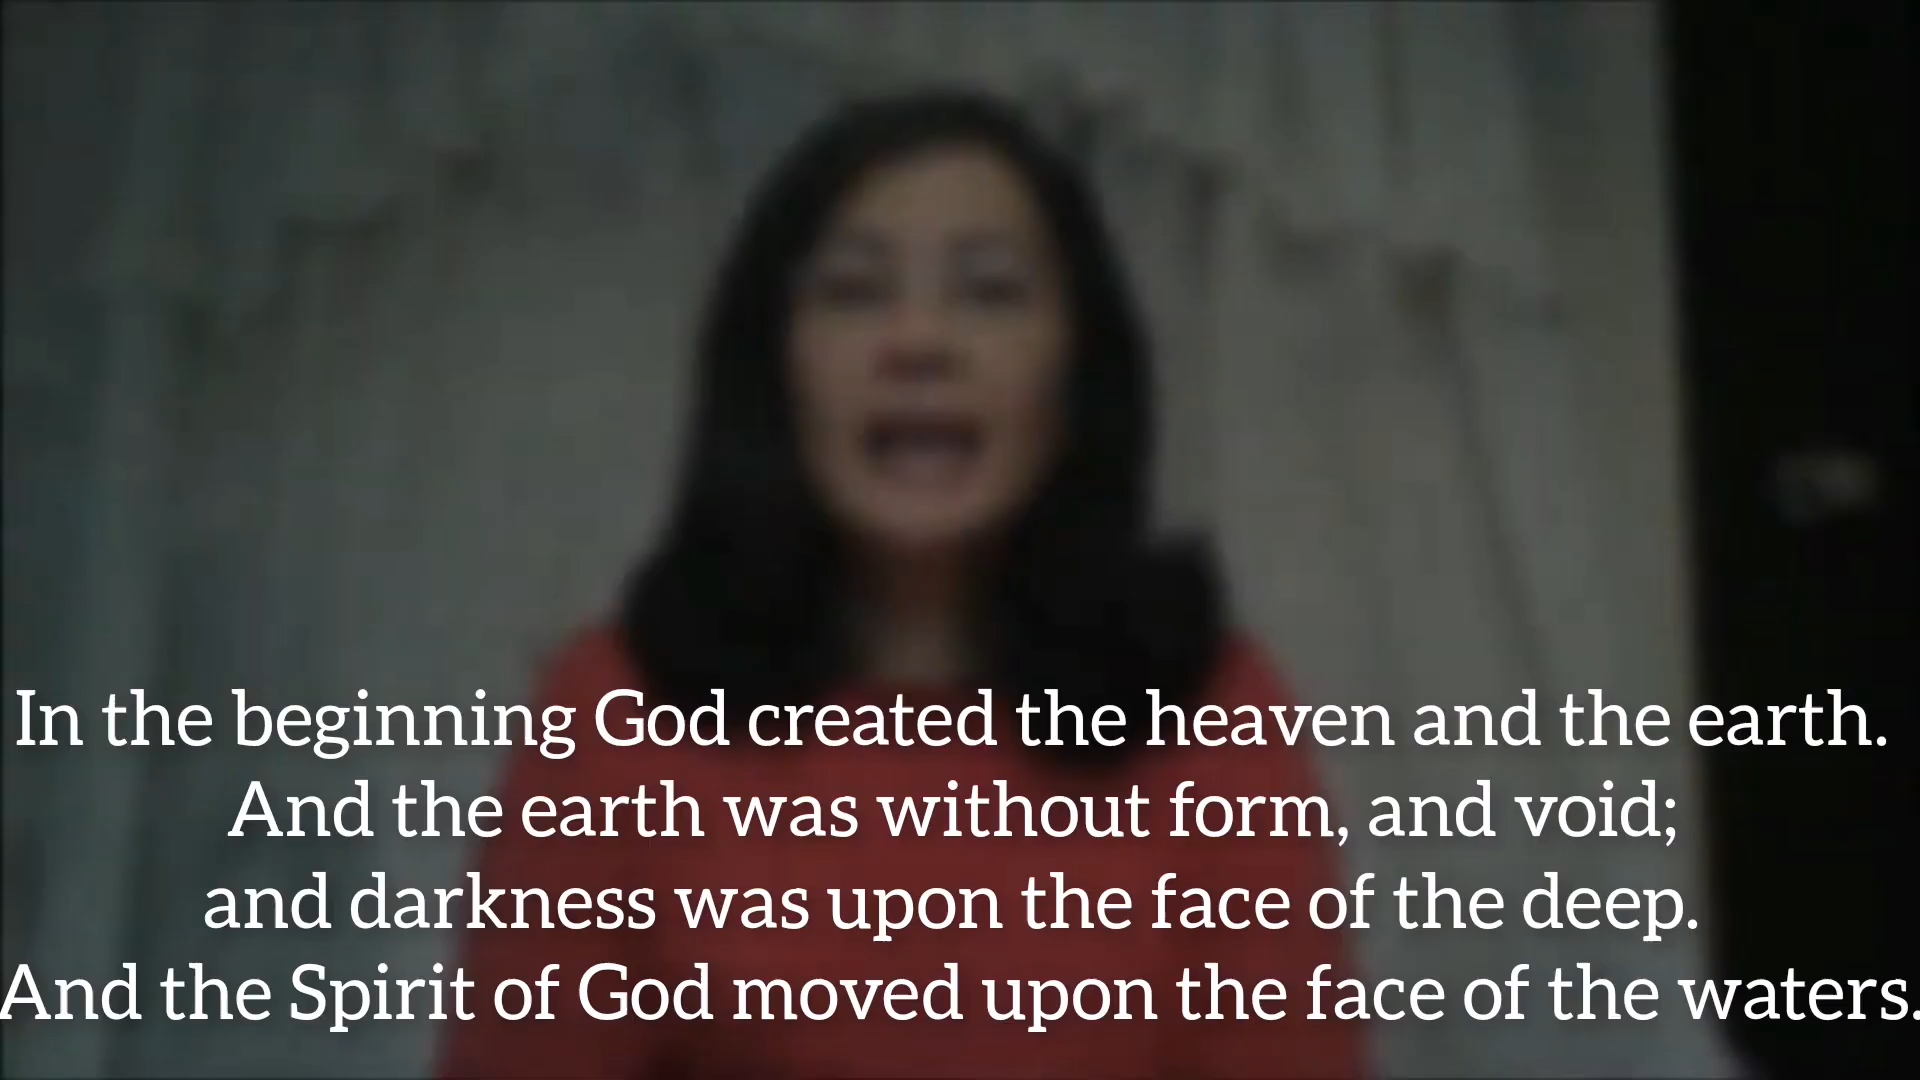 In the beginning God created the heaven and the earth.
And the earth was without form, and void;
and darkness was upon the face of the deep.
And the Spirit of God moved upon the face of the waters.